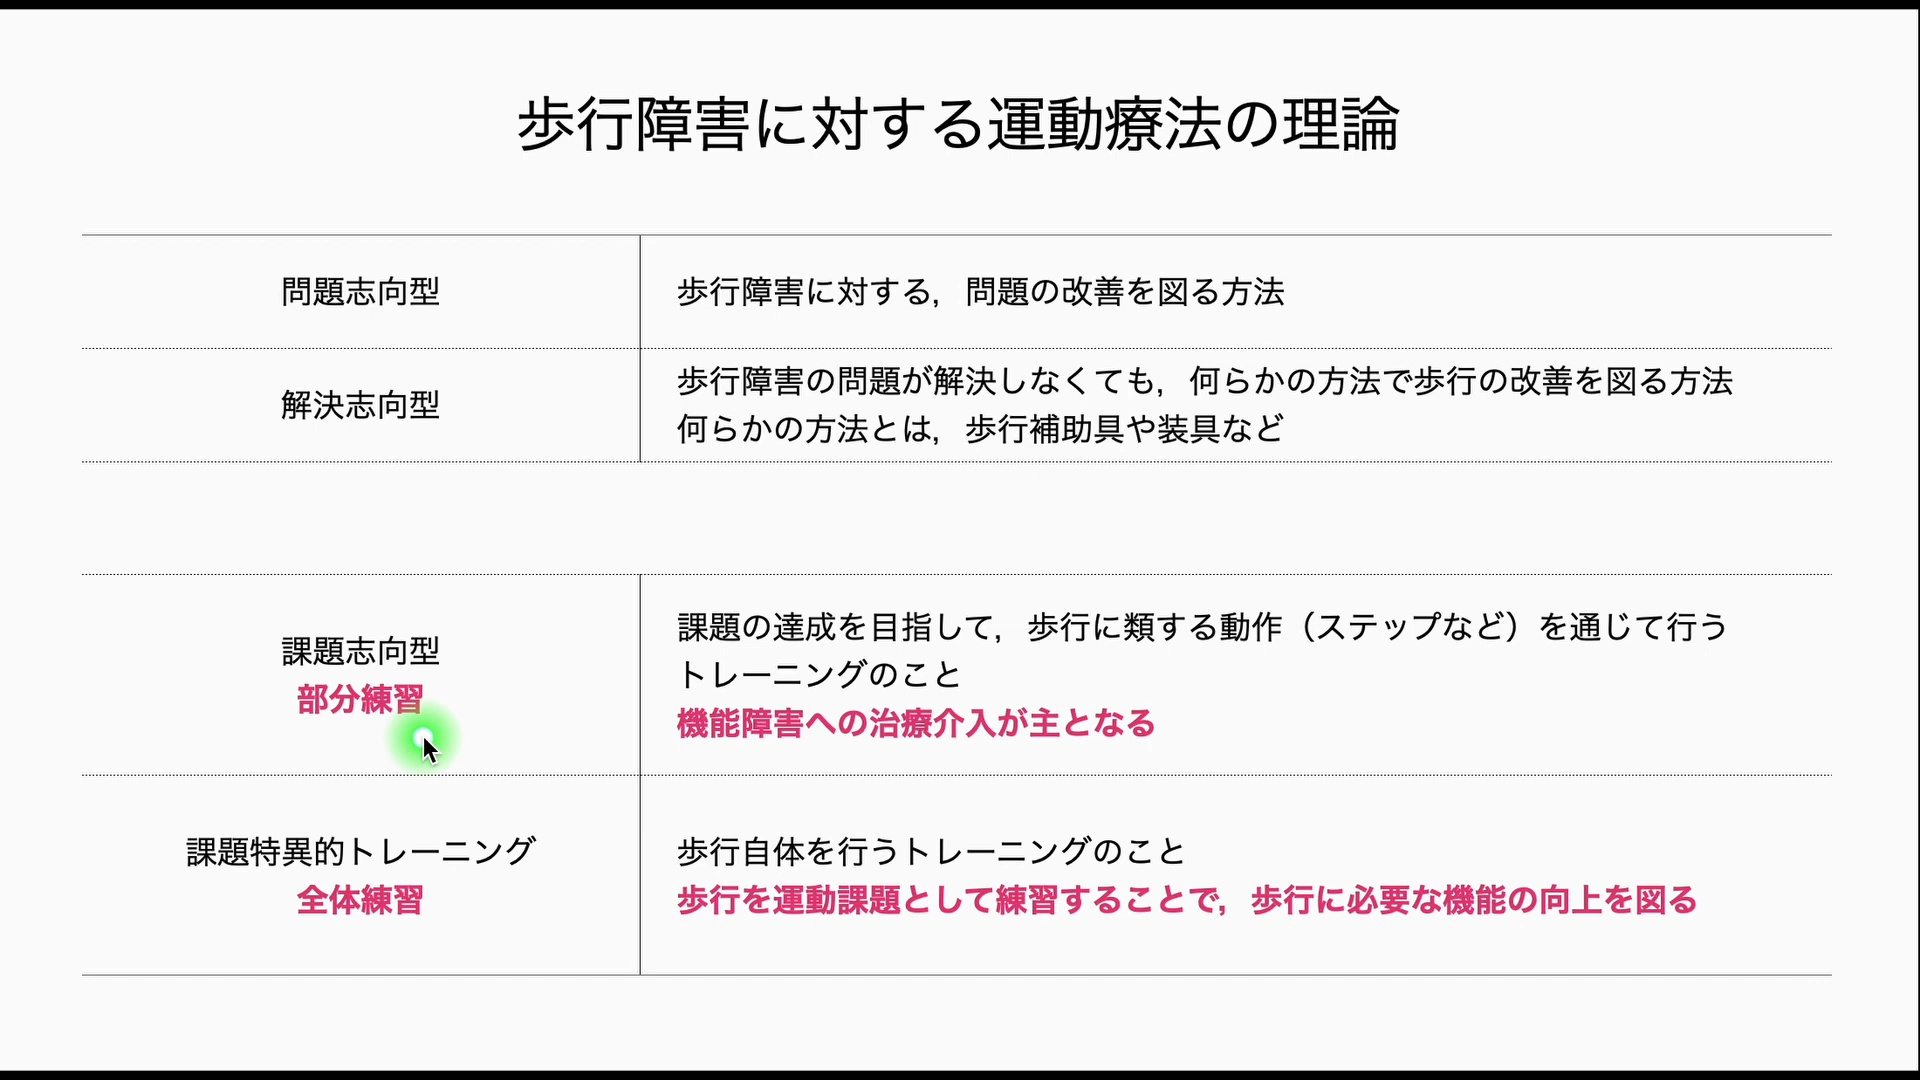 歩行障害に対する運動療法の理論
問題志向型
歩行障害に対する，問題の改善を図る方法
解決志向型
歩行障害の問題が解決しなくても，何らかの方法で歩行の改善を図る方法
何らかの方法とは，歩行補助具や装具など
課題志向型
部分練習
課題の達成を目指して，歩行に類する動作（ステップなど）を通じて行う
トレーニングのこと
機能障害への治療介入が主となる
課題特異的トレーニング
全体練習
歩行自体を行うトレーニングのこと
歩行を運動課題として練習することで，歩行に必要な機能の向上を図る